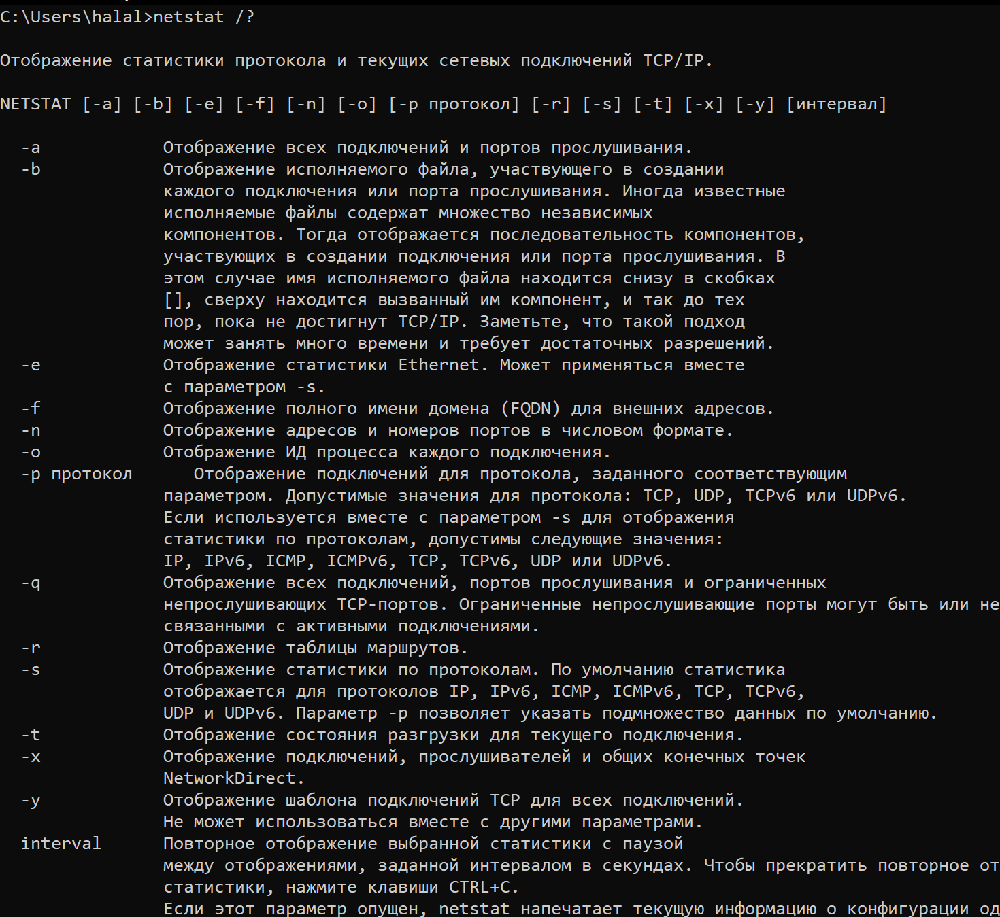 C:\Users\halal>netstat /?
Отображение статистики протокола и текущих сетевых подключений TCP/IP.
NETSTAT [-a] [-b] [-e] [-f] [-n] [-o] [-p протокол] [-r] [-s] [-t] [-x] [-y] [интервал]
-a Отображение всех подключений и портов прослушивания.
-b Отображение исполняемого файла, участвующего в создании
каждого подключения или порта прослушивания. Иногда известные
исполняемые файлы содержат множество независимых
компонентов. Тогда отображается последовательность компонентов,
участвующих в создании подключения или порта прослушивания. В
этом случае имя исполняемого файла находится снизу в скобках
[], сверху находится вызванный им компонент, и так до тех
пор, пока не достигнут TCP/IP. Заметьте, что такой подход
может занять много времени и требует достаточных разрешений.
-e Отображение статистики Ethernet. Может применяться вместе
с параметром -s.
-f Отображение полного имени домена (FQDN) для внешних адресов.
-n Отображение адресов и номеров портов в числовом формате.
-o Отображение ИД процесса каждого подключения.
-p протокол Отображение подключений для протокола, заданного соответствующим
параметром. Допустимые значения для протокола: TCP, UDP, TCPv6 или UDPv6.
Если используется вместе с параметром -s для отображения
статистики по протоколам, допустимы следующие значения:
IP, IPv6, ICMP, ICMPv6, TCP, TCPv6, UDP или UDPv6.
-q Отображение всех подключений, портов прослушивания и ограниченных
непрослушивающих TCP-портов. Ограниченные непрослушивающие порты могут быть или не
связанными с активными подключениями.
-r Отображение таблицы маршрутов.
-s Отображение статистики по протоколам. По умолчанию статистика
отображается для протоколов IP, IPv6, ICMP, ICMPv6, TCP, TCPv6,
UDP и UDPv6. Параметр -p позволяет указать подмножество данных по умолчанию.
-t Отображение состояния разгрузки для текущего подключения.
-x Отображение подключений, прослушивателей и общих конечных точек
NetworkDirect.
-y Отображение шаблона подключений TCP для всех подключений.
Не может использоваться вместе с другими параметрами.
interval Повторное отображение выбранной статистики с паузой
между отображениями, заданной интервалом в секундах. Чтобы прекратить повторное от
статистики, нажмите клавиши CTRL+C.
Если этот параметр опущен, netstat напечатает текущую информацию о конфигурации од